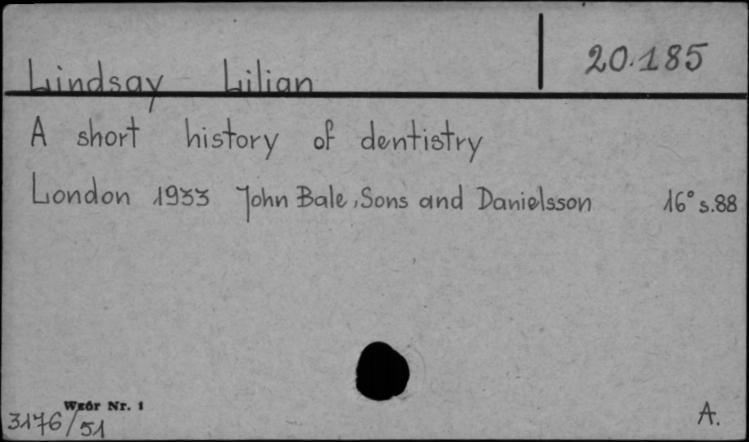 Lindsay Lilian 20.185
A short history of dentistry
London 1933 John Bale, Sons and Danielsson 16° s.88
Wzór Nr. 1
3176/51 A.